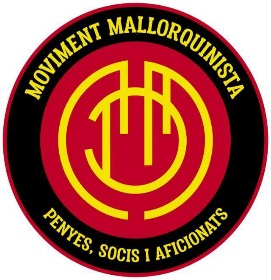 MOVIMENT MALLORQUINISTA
PENYES, SOCIS I AFICIONATS